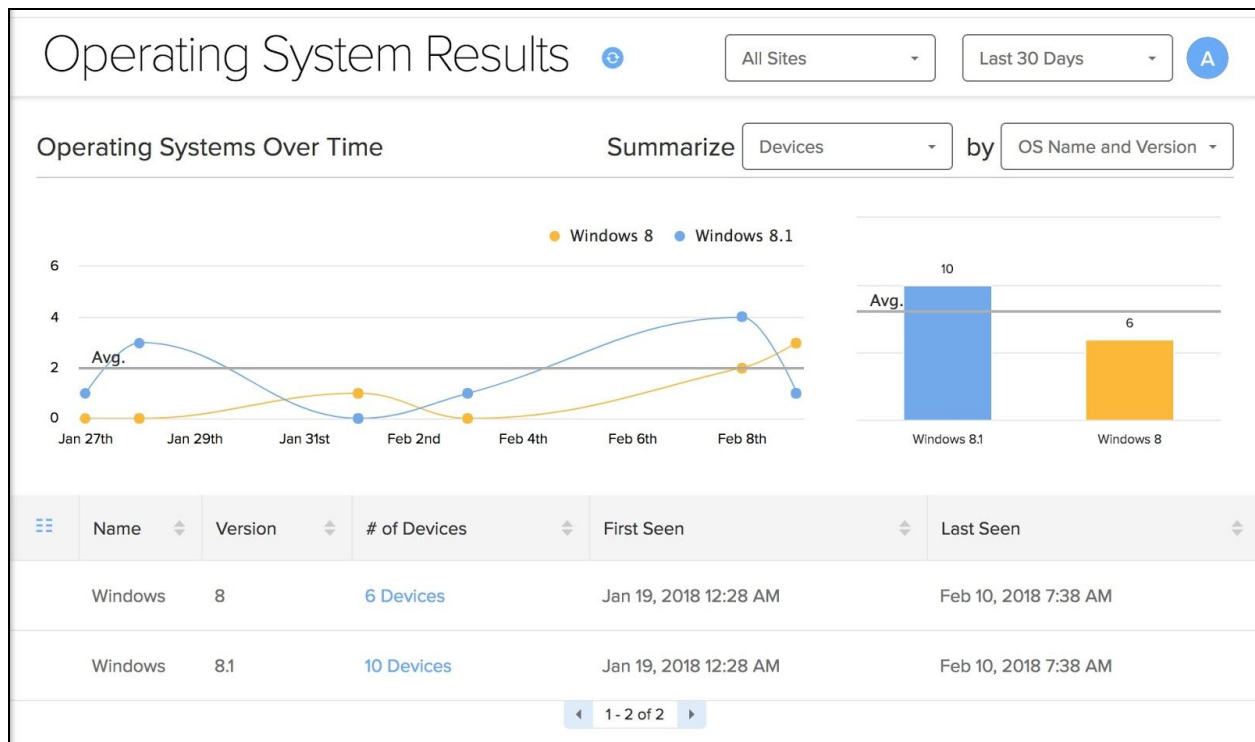 Operating System Results
All Sites
Last 30 Days
A
Operating Systems Over Time
Summarize Devices by OS Name and Version
Windows 8 Windows 8.1
6
4
2
0
Avg.
Jan 27th Jan 29th Jan 31st Feb 2nd Feb 4th Feb 6th Feb 8th
10
Avg.
6
Windows 8.1 Windows 8
Name Version # of Devices First Seen Last Seen
Windows 8 6 Devices Jan 19, 2018 12:28 AM Feb 10, 2018 7:38 AM
Windows 8.1 10 Devices Jan 19, 2018 12:28 AM Feb 10, 2018 7:38 AM
1 - 2 of 2